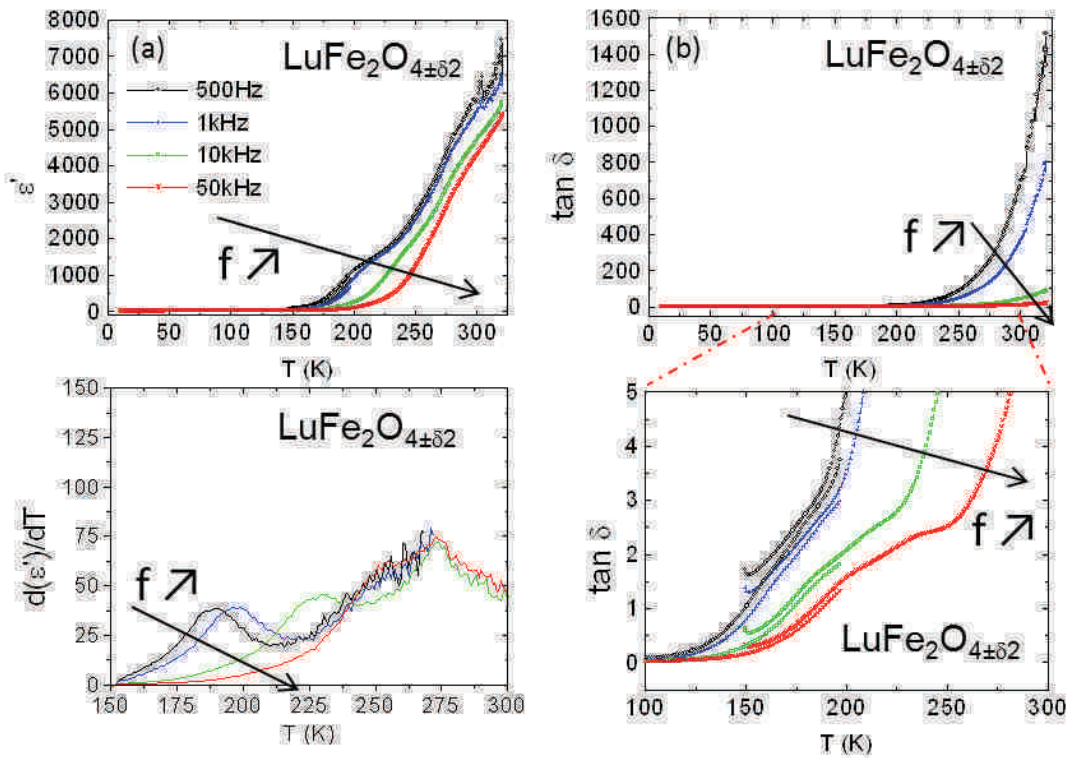 (a)
LuFe2O4±δ2
500Hz
1kHz
10kHz
50kHz
f ↗
ε'
8000
7000
6000
5000
4000
3000
2000
1000
0
0 50 100 150 200 250 300
T (K)
(b)
LuFe2O4±δ2
f ↗
tan δ
1600
1400
1200
1000
800
600
400
200
0
0 50 100 150 200 250 300
T (K)
LuFe2O4±δ2
f ↗
d(ε')/dT
150
125
100
75
50
25
0
150 175 200 225 250 275 300
T (K)
f ↗
LuFe2O4±δ2
tan δ
5
4
3
2
1
0
100 150 200 250 300
T (K)